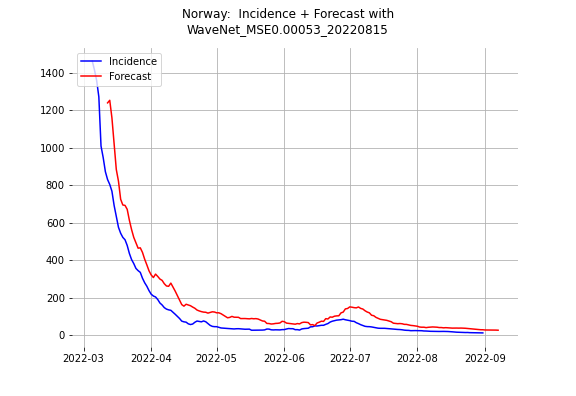 Norway:  Incidence + Forecast with
WaveNet_MSE0.00053_20220815
Incidence
Forecast
1400
1200
1000
800
600
400
200
0
2022-03 2022-04 2022-05 2022-06 2022-07 2022-08 2022-09